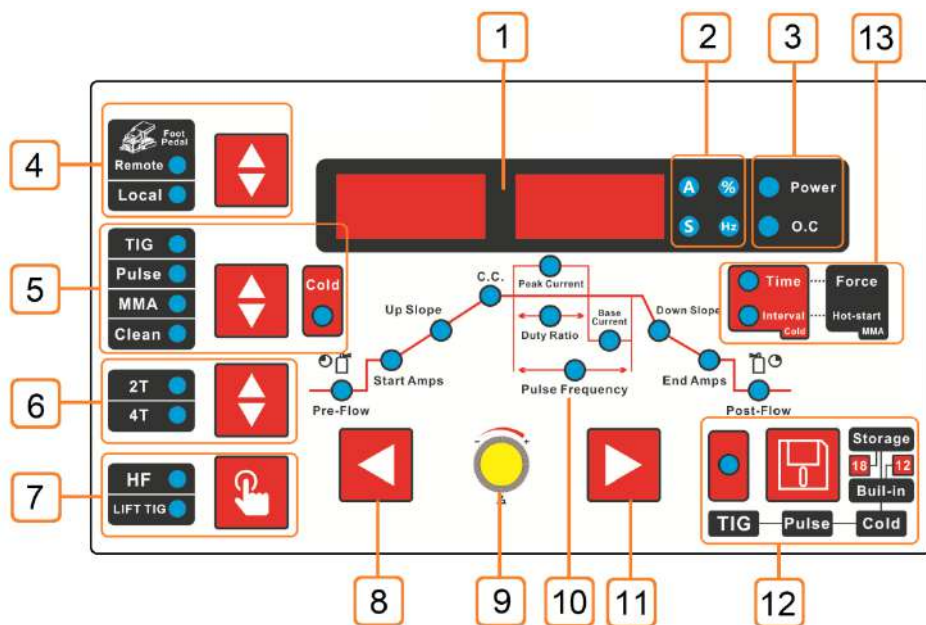 1
2
3
13
4
Foot
Pedal
Remote
Local
A
%
Power
S
Hz
O.C
5
TIG
Pulse
MMA
Clean
Cold
C.C.
Peak Current
Up Slope
Duty Ratio
Base
Current
Down Slope
Time
Force
Interval
Hot-start
Cold
MMA
Start Amps
Pulse Frequency
End Amps
Pre-Flow
Post-Flow
6
2T
4T
7
HF
LIFT TIG
- +
Storage
18
12
Buil-in
TIG
Pulse
Cold
8
9
10
11
12